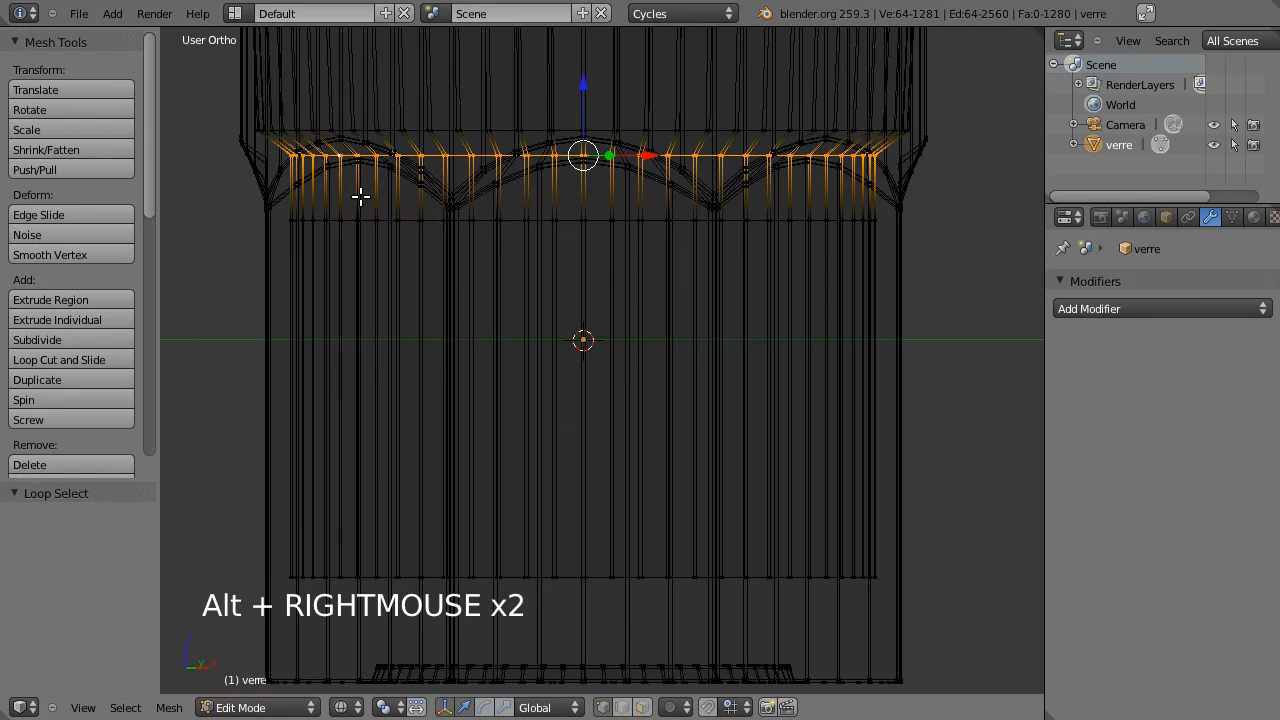 File Add Render Help Default Scene Cycles blender.org 259.3 | Ve:64-1281 | Ed:64-2560 | Fa:0-1280 | verre
Mesh Tools
User Ortho
View Search All Scenes
Transform:
Translate
Rotate
Scale
Shrink/Fatten
Push/Pull
Deform:
Edge Slide
Noise
Smooth Vertex
Add:
Extrude Region
Extrude Individual
Subdivide
Loop Cut and Slide
Duplicate
Spin
Screw
Remove:
Delete
Loop Select
Scene
RenderLayers |
World
Camera |
verre |
verre
Modifiers
Add Modifier
Alt + RIGHTMOUSE x2
z
y x
(1) verre
View Select Mesh Edit Mode Global